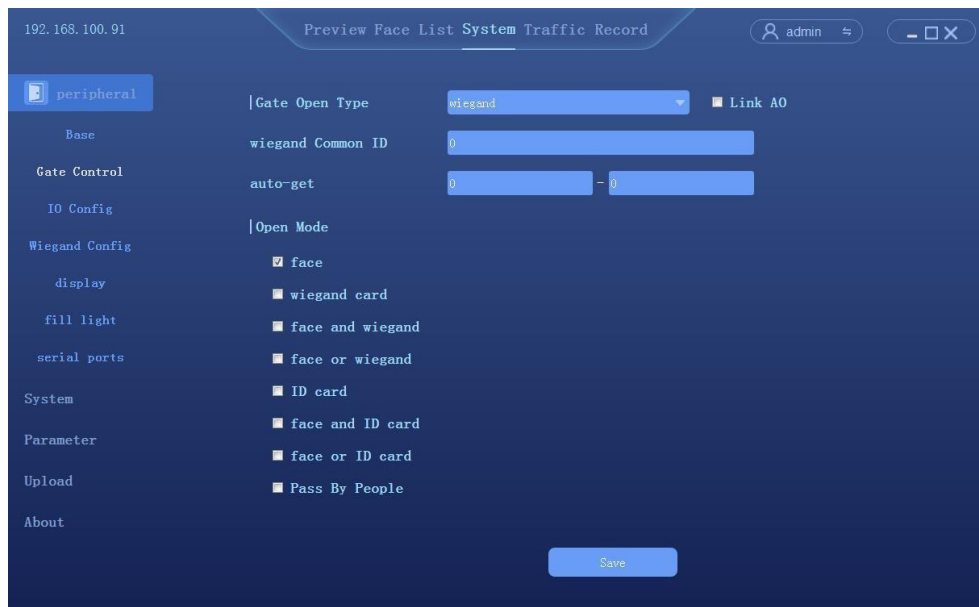 192.168.100.91
Preview Face List System Traffic Record
admin
peripheral
Base
Gate Control
IO Config
Wiegand Config
display
fill light
serial ports
System
Parameter
Upload
About
Gate Open Type wiegand Link AO
wiegand Common ID 0
auto-get 0 - 0
Open Mode
face
wiegand card
face and wiegand
face or wiegand
ID card
face and ID card
face or ID card
Pass By People
Save